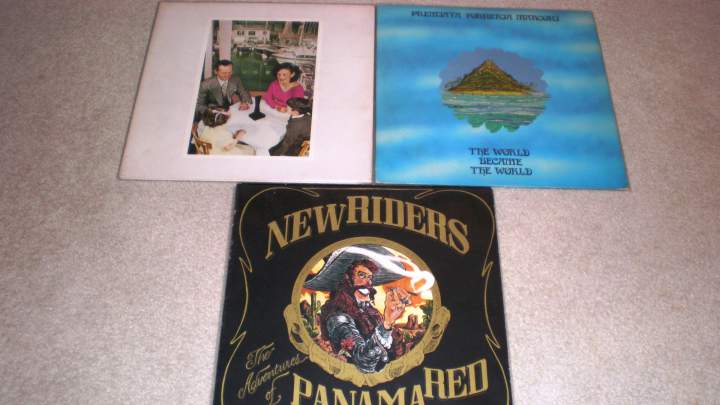 PREMIATA FORNERIA MARCONI
THE WORLD
BECAME
THE WORLD
NEW RIDERS
The
Adventures
of
PANAMA RED